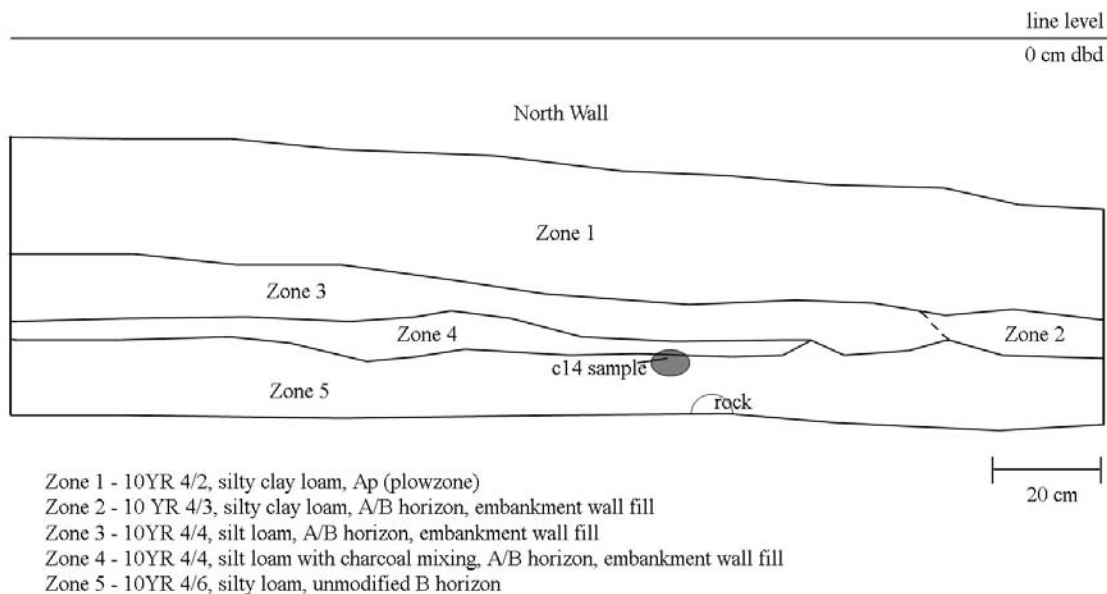 line level
0 cm dbd
North Wall
Zone 1
Zone 3
Zone 4
Zone 2
c14 sample
Zone 5
rock
20 cm
Zone 1 - 10YR 4/2, silty clay loam, Ap (plowzone)
Zone 2 - 10 YR 4/3, silty clay loam, A/B horizon, embankment wall fill
Zone 3 - 10YR 4/4, silt loam, A/B horizon, embankment wall fill
Zone 4 - 10YR 4/4, silt loam with charcoal mixing, A/B horizon, embankment wall fill
Zone 5 - 10YR 4/6, silty loam, unmodified B horizon